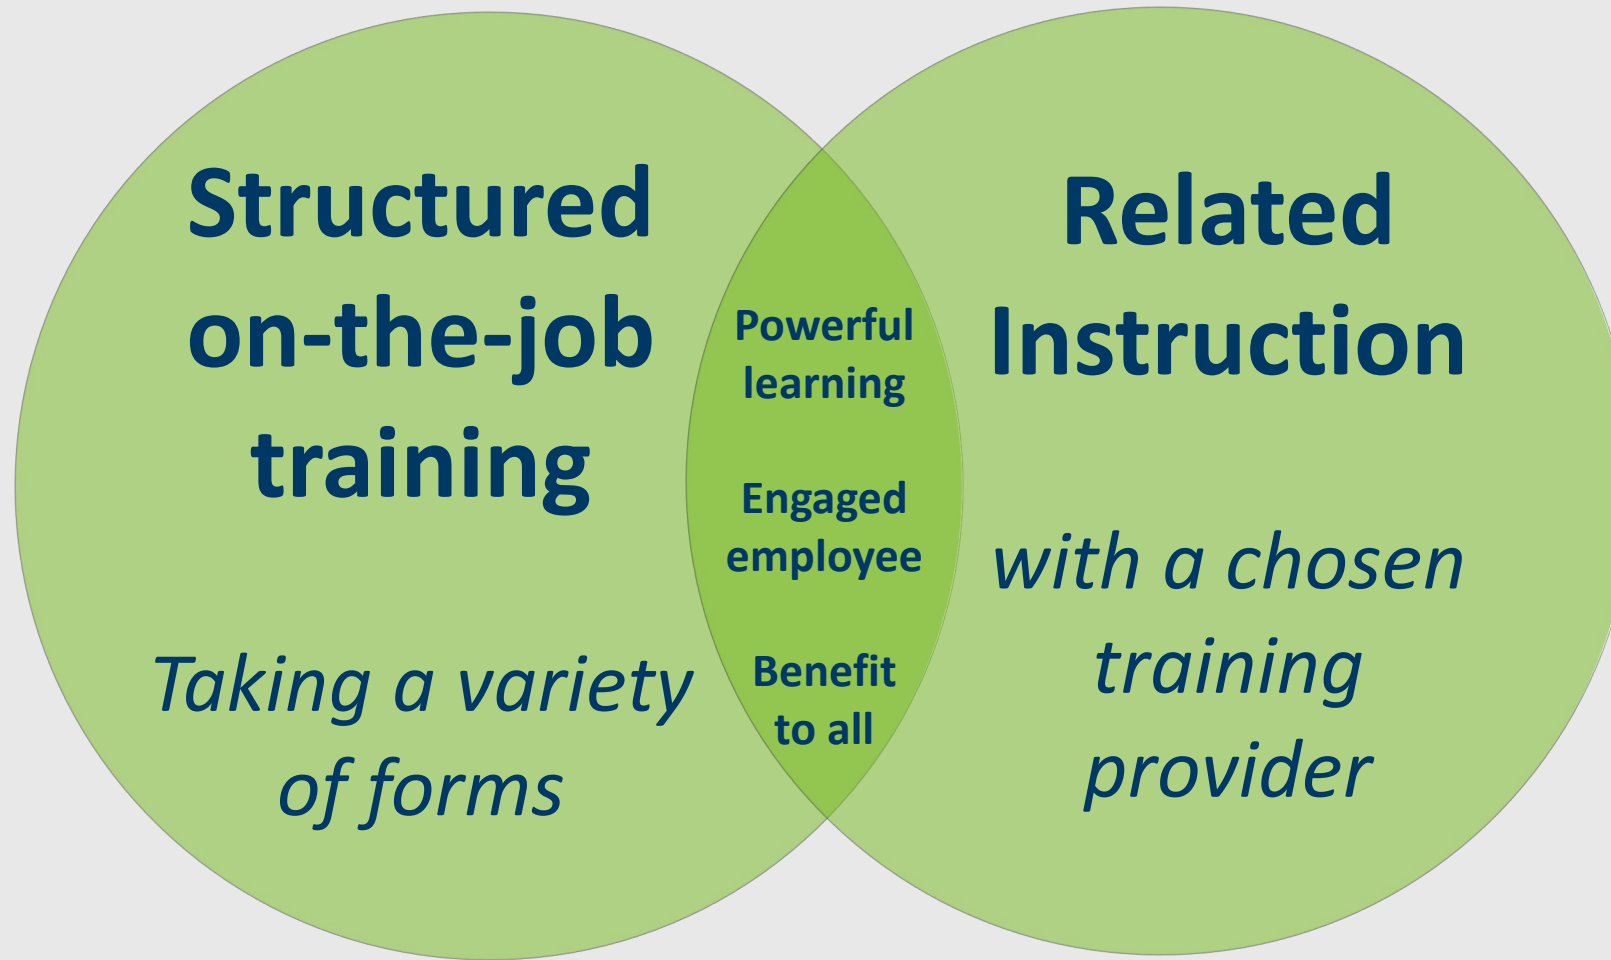 Structured
on-the-job
training
Taking a variety
of forms
Powerful
learning
Engaged
employee
Benefit
to all
Related
Instruction
with a chosen
training
provider